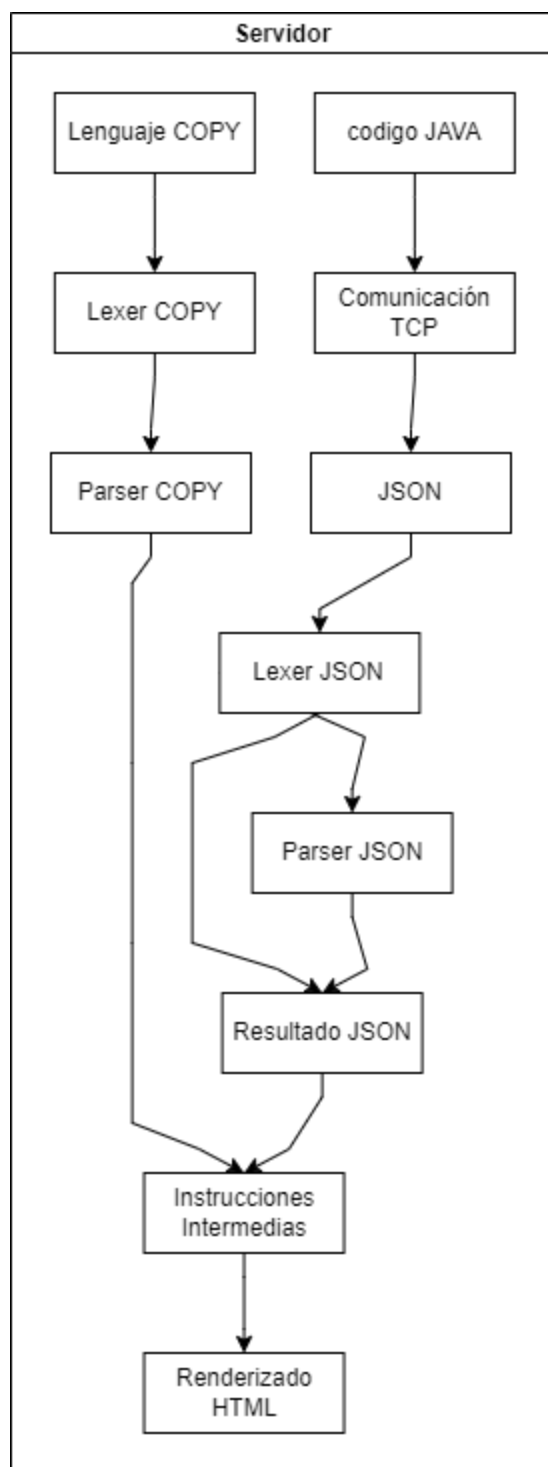 Servidor
Lenguaje COPY
codigo JAVA
Lexer COPY
Comunicación
TCP
Parser COPY
JSON
Lexer JSON
Parser JSON
Resultado JSON
Instrucciones
Intermedias
Renderizado
HTML